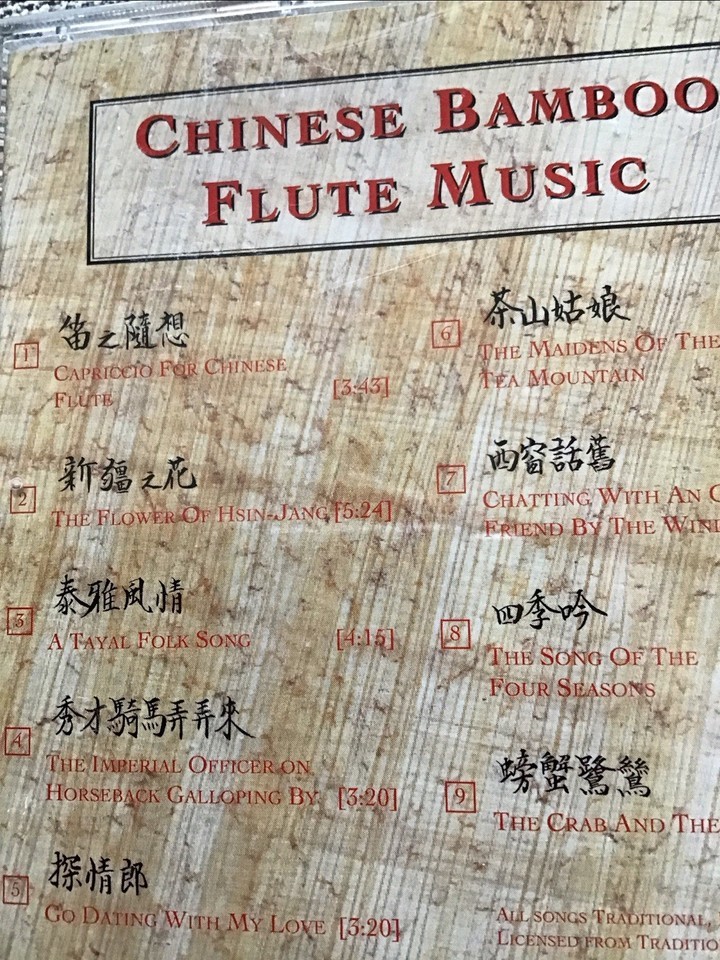 CHINESE BAMBOO
FLUTE MUSIC
1 笛之隨想
CAPRICCIO FOR CHINESE
FLUTE [3:43]
2 新疆之花
THE FLOWER OF HSIN-JANG [5:24]
3 泰雅風情
A TAYAL FOLK SONG [4:15]
4 秀才騎馬弄弄來
THE IMPERIAL OFFICER ON
HORSEBACK GALLOPING BY [3:20]
5 探情郎
GO DATING WITH MY LOVE [3:20]
6 茶山姑娘
THE MAIDENS OF THE
TEA MOUNTAIN
7 西窗話舊
CHATTING WITH AN
FRIEND BY THE
8 四季吟
THE SONG OF THE
FOUR SEASONS
9 螃蟹鷺鷥
THE CRAB AND THE
ALL SONGS TRADITIONAL,
LICENSED FROM